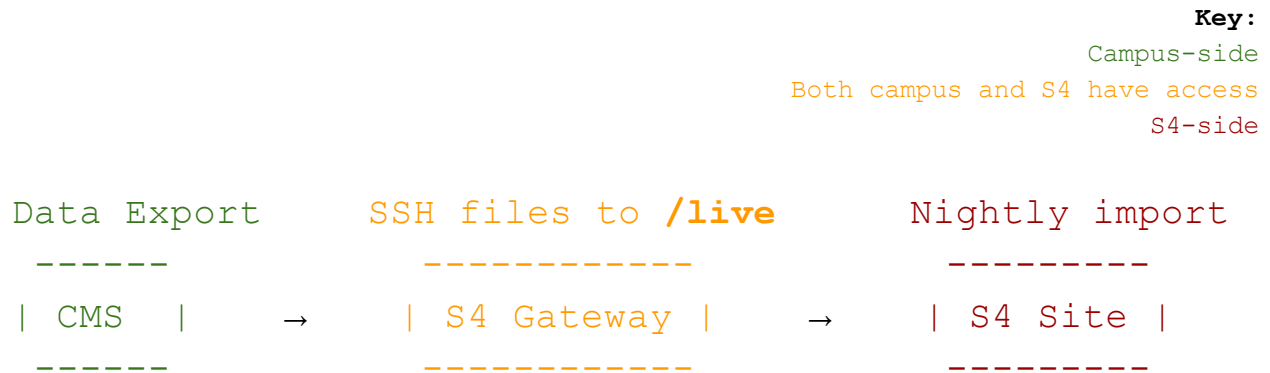 Key:
Campus-side
Both campus and S4 have access
S4-side
Data Export SSH files to /live Nightly import
------ ------------ ---------
| CMS | → | S4 Gateway | → | S4 Site |
------ ------------ ---------